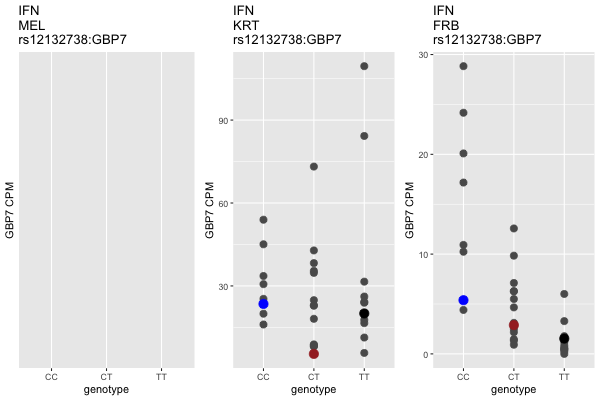 IFN
MEL
rs12132738:GBP7
GBP7 CPM
CC CT TT
genotype
IFN
KRT
rs12132738:GBP7
GBP7 CPM
90
60
30
CC CT TT
genotype
IFN
FRB
rs12132738:GBP7
GBP7 CPM
30
20
10
0
CC CT TT
genotype